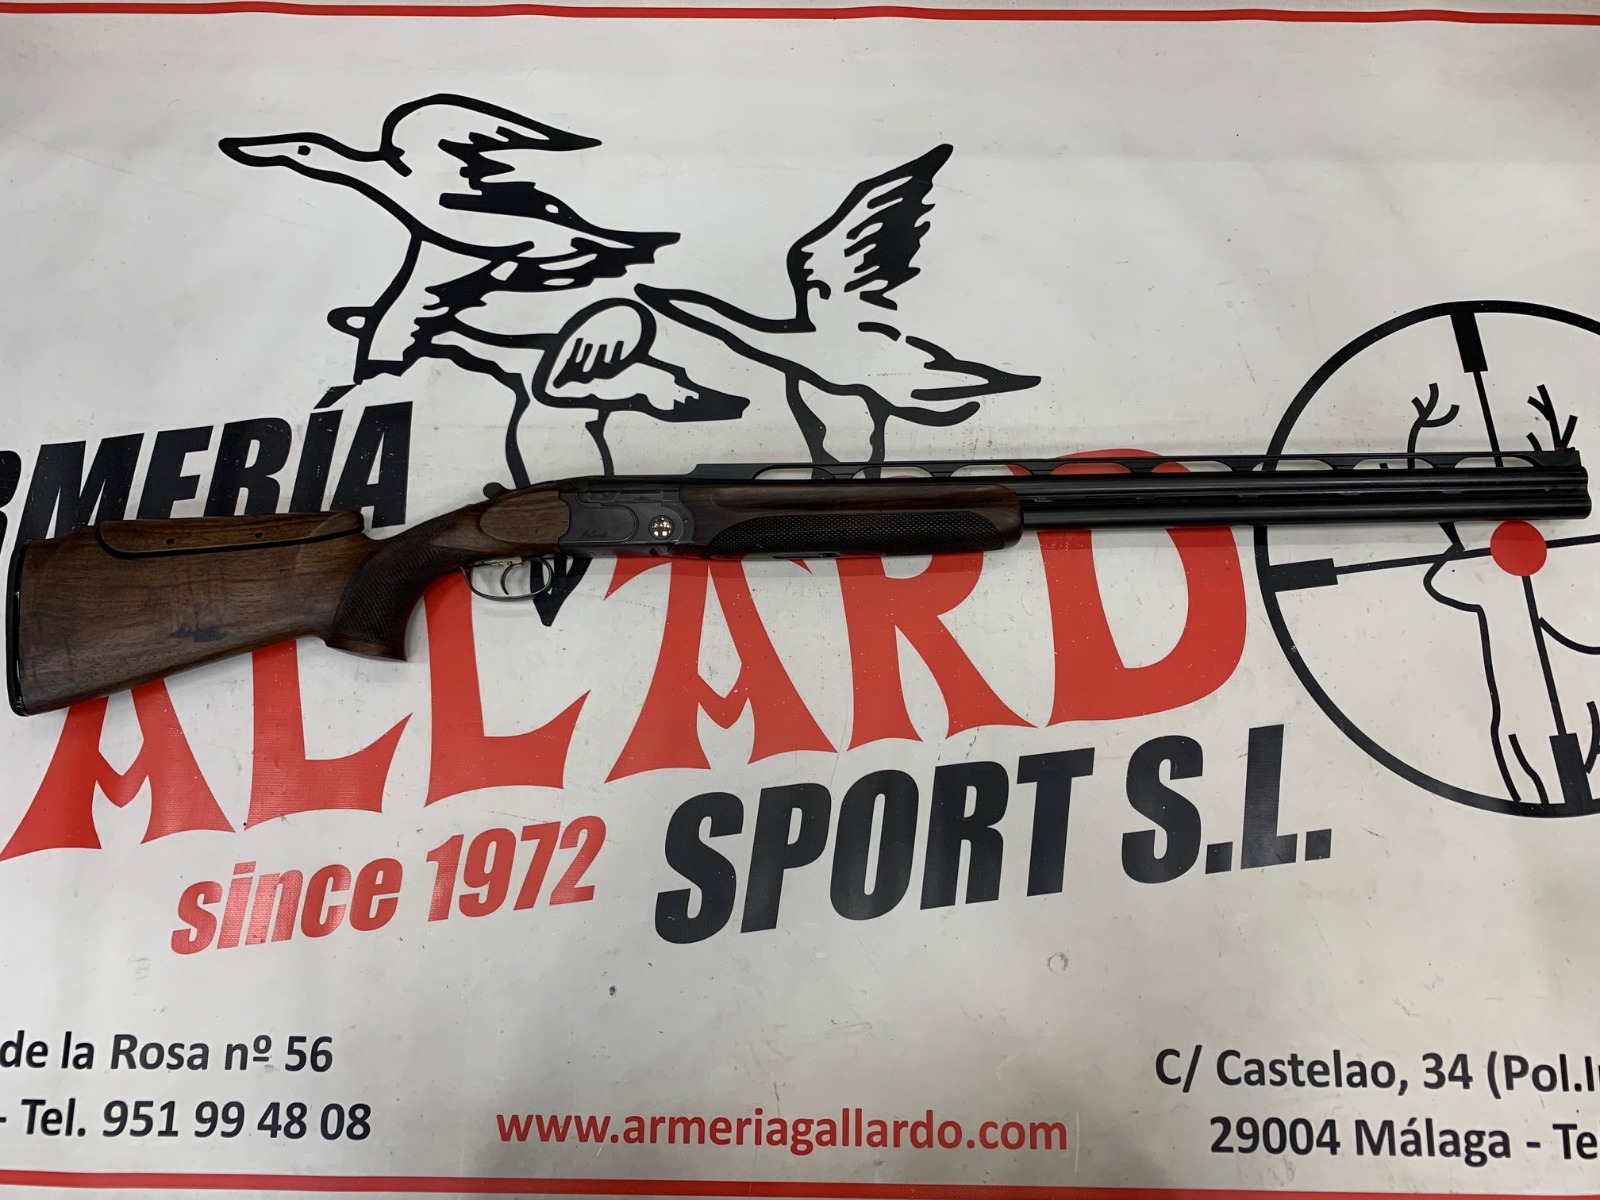 RMERÍA
ALLARD
SPORT S.L.
since 1972
de la Rosa nº 56
- Tel. 951 99 48 08
www.armeriagallardo.com
C/ Castelao, 34 (Pol.I
29004 Málaga - Te